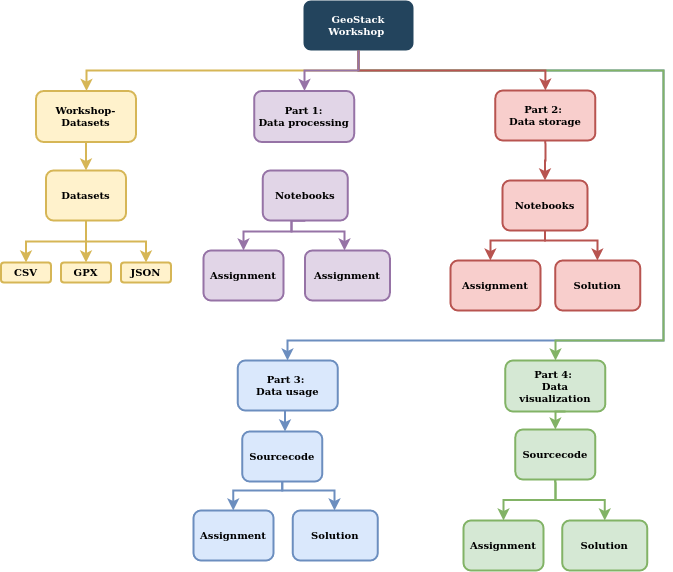 GeoStack
Workshop
Workshop-
Datasets
Part 1:
Data processing
Part 2:
Data storage
Datasets
Notebooks
Notebooks
CSV
GPX
JSON
Assignment
Assignment
Assignment
Solution
Part 3:
Data usage
Part 4:
Data
visualization
Sourcecode
Sourcecode
Assignment
Solution
Assignment
Solution